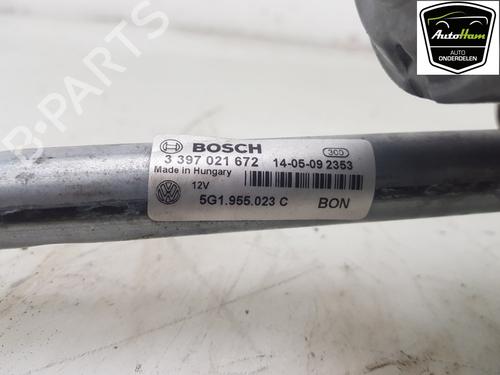 AutoHam
AUTO
ONDERDELEN
B-PARTS
BOSCH
300
3 397 021 672 14-05-09 2353
Made in Hungary
12V
5G1.955.023 C BON